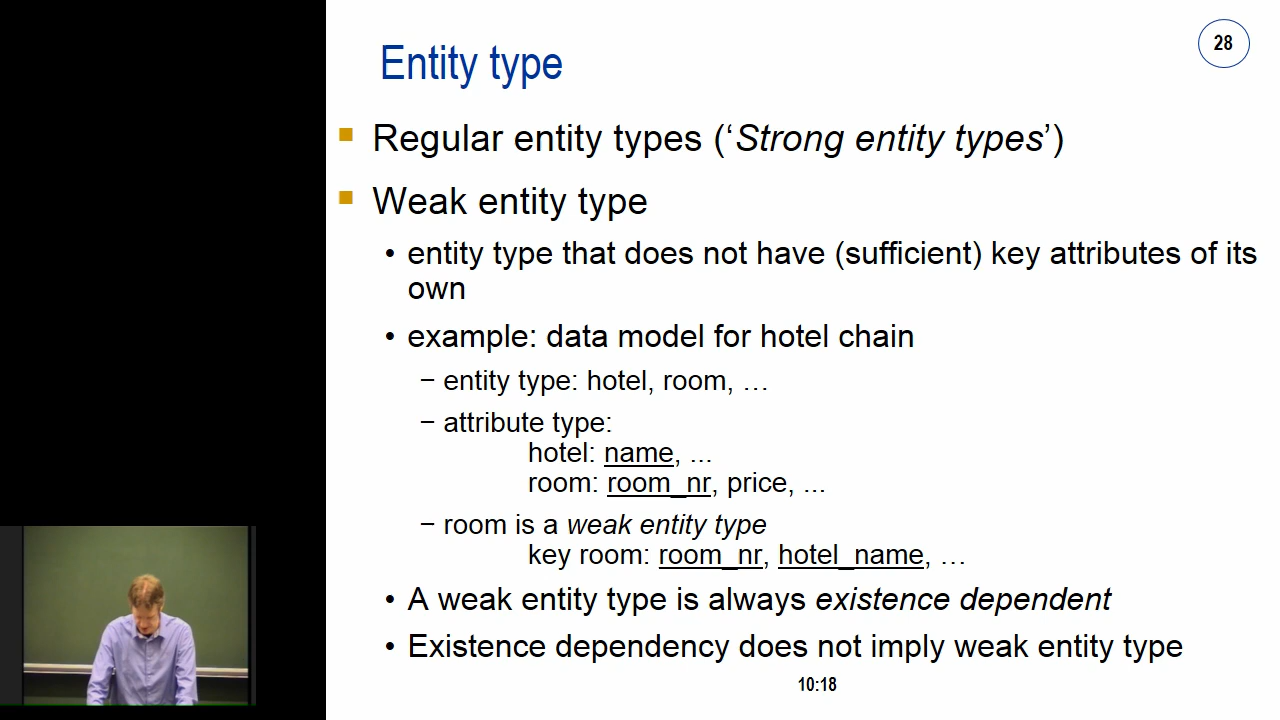 28
Entity type
Regular entity types (‘Strong entity types’)
Weak entity type
• entity type that does not have (sufficient) key attributes of its
own
• example: data model for hotel chain
− entity type: hotel, room, …
− attribute type:
hotel: name, ...
room: room_nr, price, ...
− room is a weak entity type
key room: room_nr, hotel_name, …
• A weak entity type is always existence dependent
• Existence dependency does not imply weak entity type
10:18